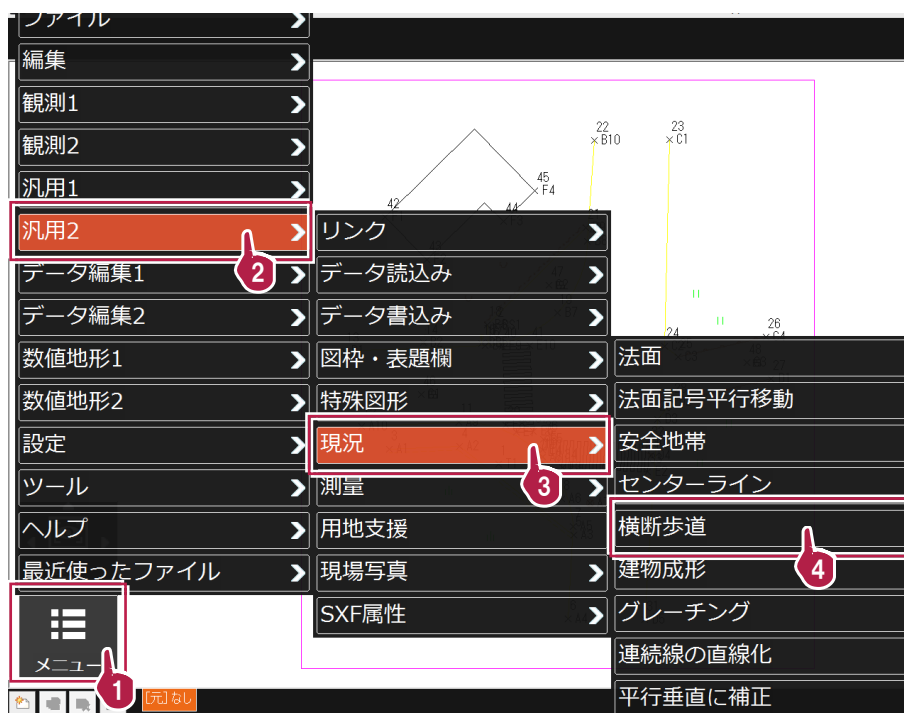 ファイル
編集
観測1
観測2
汎用1
汎用2
2
データ編集1
データ編集2
数値地形1
数値地形2
設定
ツール
ヘルプ
最近使ったファイル
メニュー
1
[元]なし
リンク
データ読込み
データ書込み
図枠・表題欄
特殊図形
現況
3
測量
用地支援
現場写真
SXF属性
法面
法面記号平行移動
安全地帯
センターライン
横断歩道
4
建物成形
グレーチング
連続線の直線化
平行垂直に補正
22
B10
23
C1
45
F4
42
44
24
26